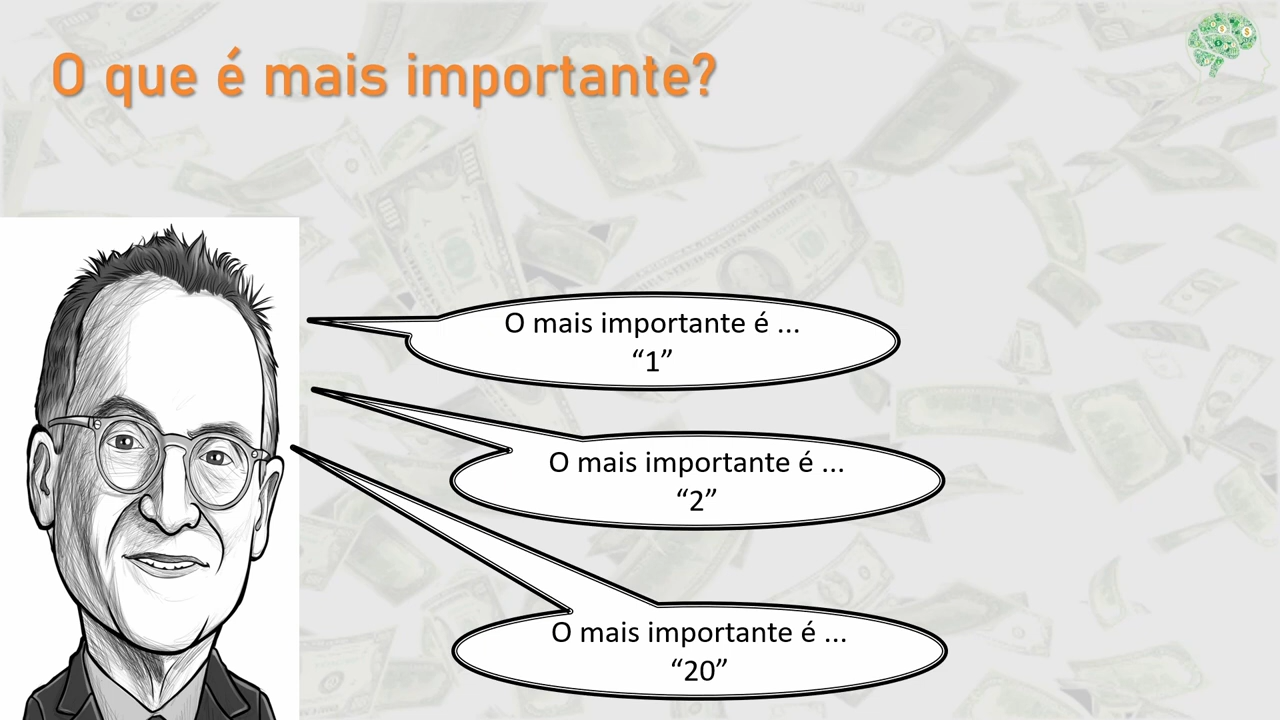 O que é mais importante?
O mais importante é ...
“1”
O mais importante é ...
“2”
O mais importante é ...
“20”